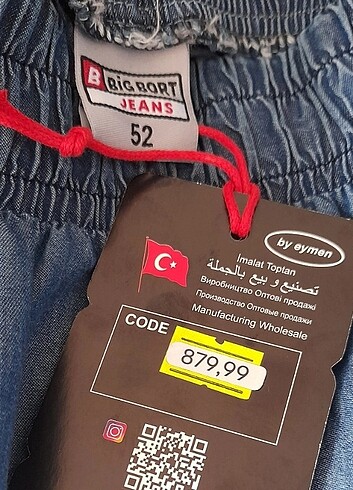 B BIG BORT
JEANS
52
by eymen
Imalat Toptan
تصنيع و بيع بالجملة
Виробництво Оптові продажі
Производство Оптовые продажи
Manufacturing Wholesale
CODE
879,99